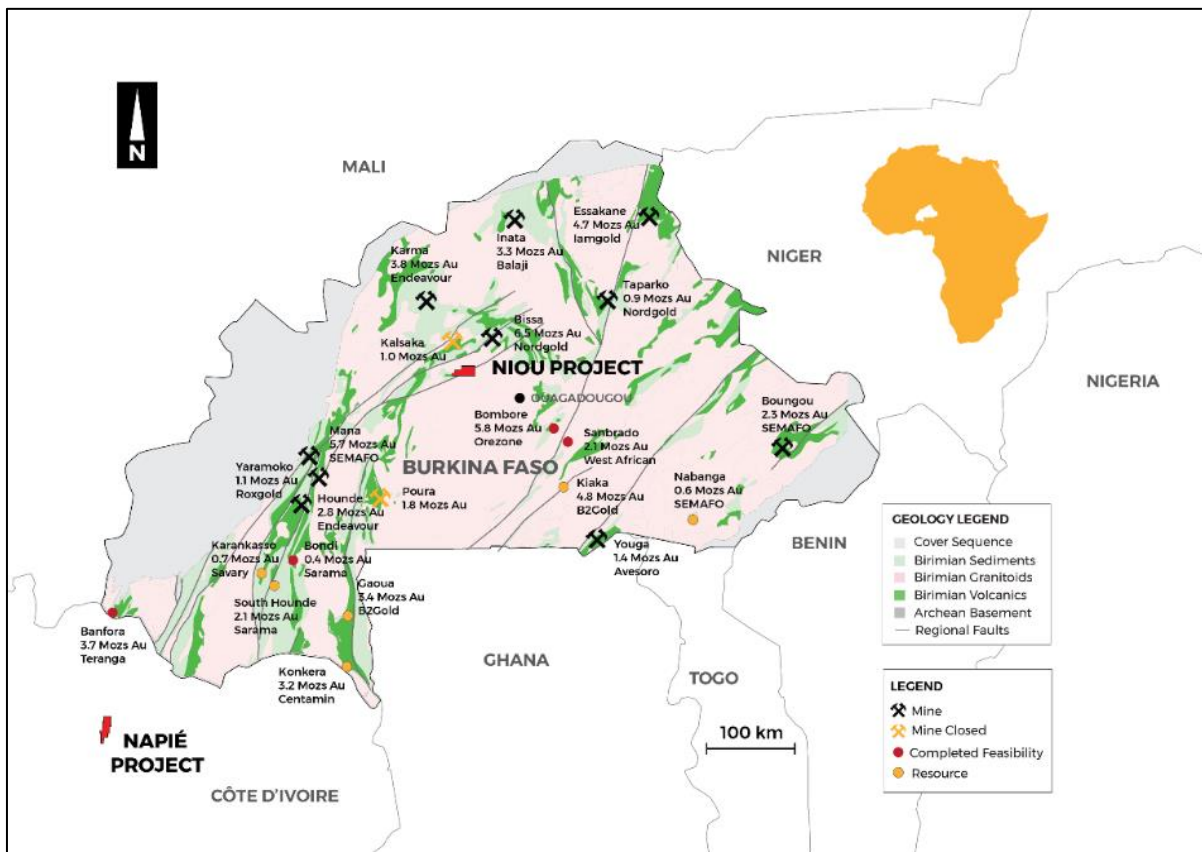 N
MALI
NIGER
NIGERIA
BENIN
TOGO
GHANA
CÔTE D'IVOIRE
BURKINA FASO
OUAGADOUGOU
NIOU PROJECT
NAPIÉ
PROJECT
Essakane
4.7 Mozs Au
Iamgold
Inata
3.3 Mozs Au
Balaji
Karma
3.8 Mozs Au
Endeavour
Taparko
0.9 Mozs Au
Nordgold
Bissa
6.5 Mozs Au
Nordgold
Kalsaka
1.0 Mozs Au
Boungou
2.3 Mozs Au
SEMAFO
Bombore
5.8 Mozs Au
Orezone
Sanbrado
2.1 Mozs Au
West African
Mana
5.7 Mozs Au
SEMAFO
Yaramoko
1.1 Mozs Au
Roxgold
Hounde
2.8 Mozs Au
Endeavour
Poura
1.8 Mozs Au
Kiaka
4.8 Mozs Au
B2Gold
Nabanga
0.6 Mozs Au
SEMAFO
Youga
1.4 Mozs Au
Avesoro
Karankasso
0.7 Mozs Au
Savary
Bondi
0.4 Mozs Au
Sarama
South Hounde
2.1 Mozs Au
Sarama
Gaoua
3.4 Mozs Au
B2Gold
Banfora
3.7 Mozs Au
Teranga
Konkera
3.2 Mozs Au
Centamin
100 km
GEOLOGY LEGEND
Cover Sequence
Birimian Sediments
Birimian Granitoids
Birimian Volcanics
Archean Basement
Regional Faults
LEGEND
Mine
Mine Closed
Completed Feasibility
Resource